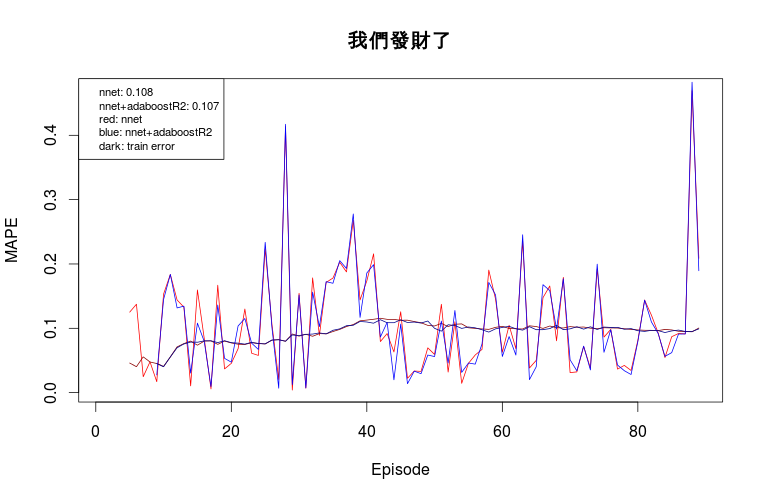 我們發財了
nnet: 0.108
nnet+adaboostR2: 0.107
red: nnet
blue: nnet+adaboostR2
dark: train error
MAPE
0.4
0.3
0.2
0.1
0.0
0 20 40 60 80
Episode